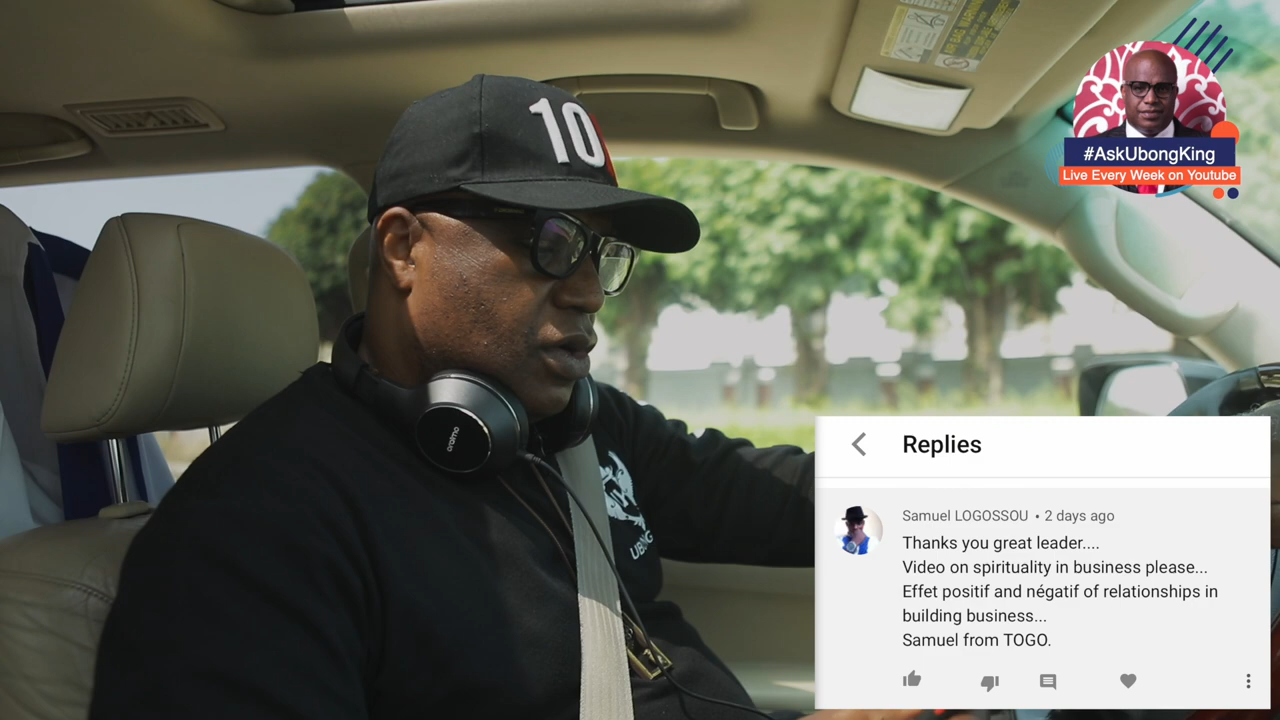 10
#AskUbongKing
Live Every Week on Youtube
oraimo
UBONG
Replies
Samuel LOGOSSOU • 2 days ago
Thanks you great leader....
Video on spirituality in business please...
Effet positif and négatif of relationships in
building business...
Samuel from TOGO.